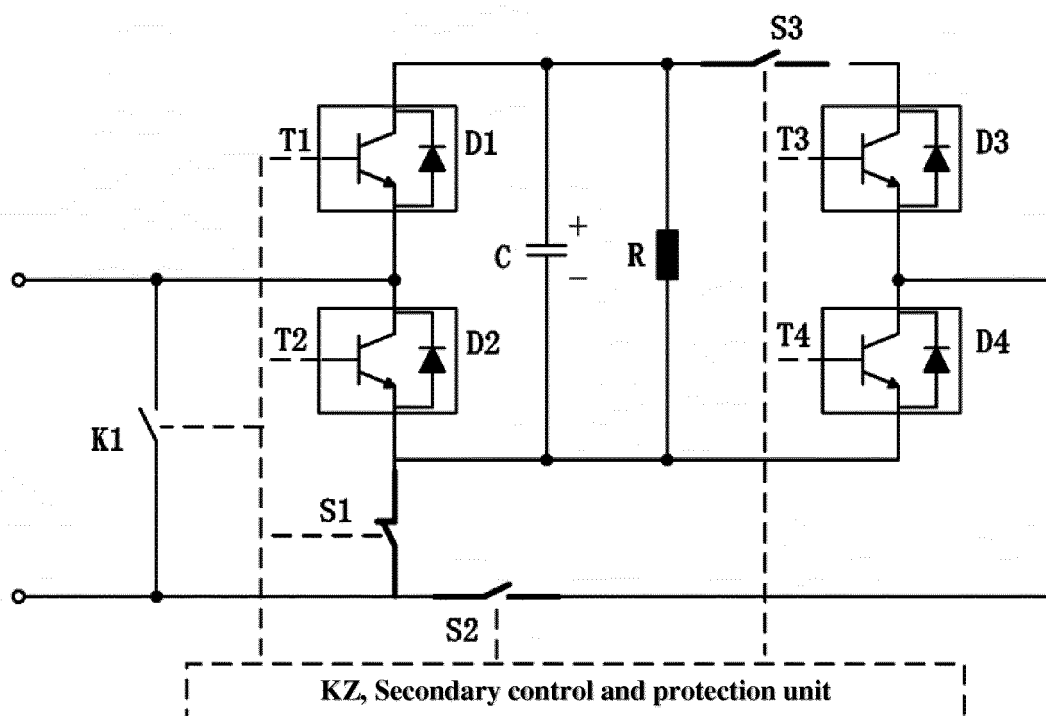 S3
T1
D1
T3
D3
+
C
−
R
T2
D2
T4
D4
K1
S1
S2
KZ, Secondary control and protection unit